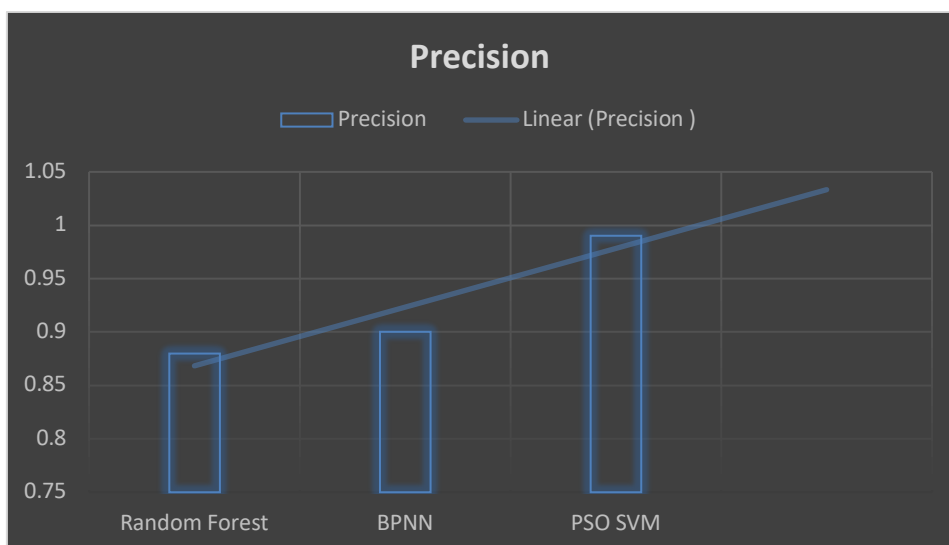 Precision
Precision Linear (Precision )
1.05
1
0.95
0.9
0.85
0.8
0.75
Random Forest BPNN PSO SVM